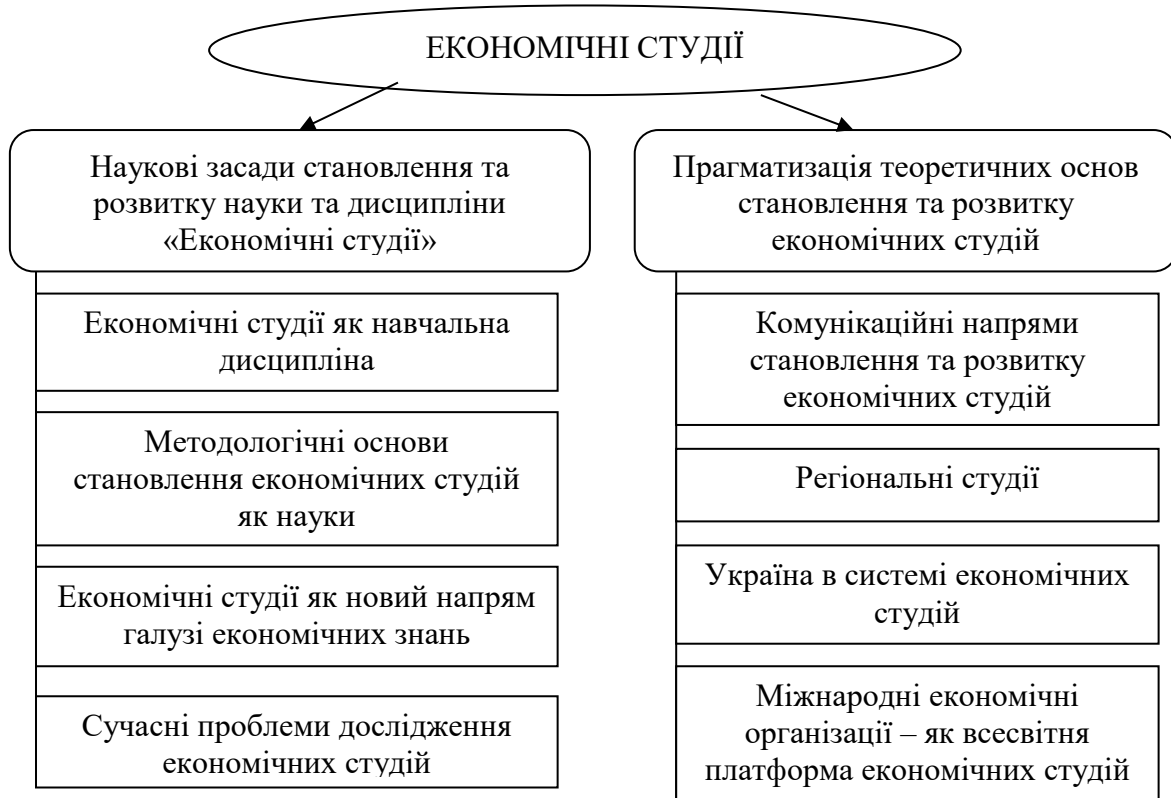 ЕКОНОМІЧНІ СТУДІЇ
Наукові засади становлення та
розвитку науки та дисципліни
«Економічні студії»
Економічні студії як навчальна
дисципліна
Методологічні основи
становлення економічних студій
як науки
Економічні студії як новий напрям
галузі економічних знань
Сучасні проблеми дослідження
економічних студій
Прагматизація теоретичних основ
становлення та розвитку
економічних студій
Комунікаційні напрями
становлення та розвитку
економічних студій
Регіональні студії
Україна в системі економічних
студій
Міжнародні економічні
організації – як всесвітня
платформа економічних студій